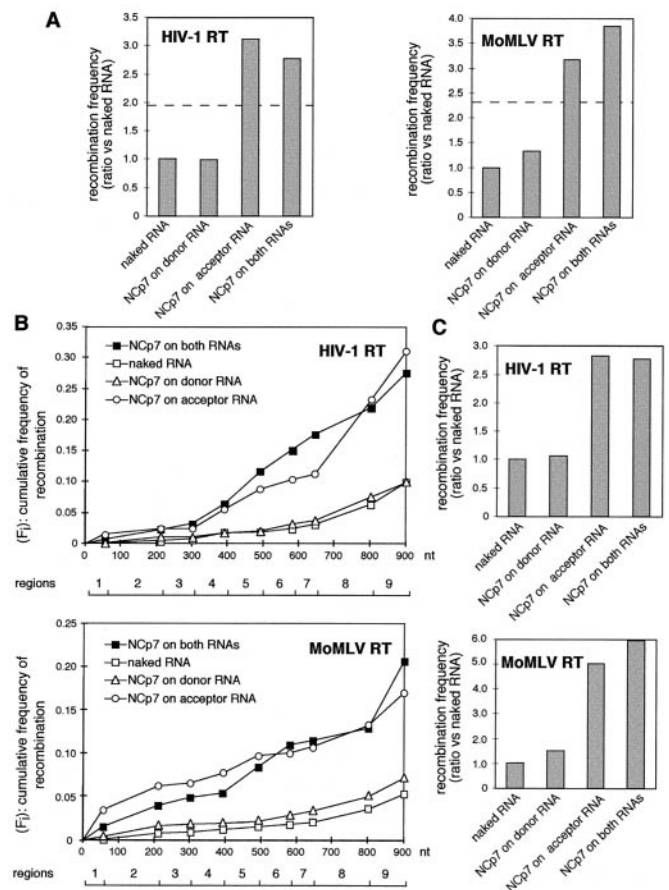 A
HIV-1 RT
recombination frequency
(ratio vs naked RNA)
3.5
3.0
2.5
2.0
1.5
1.0
0.5
0
naked RNA
NCp7 on donor RNA
NCp7 on acceptor RNA
NCp7 on both RNAs
MoMLV RT
recombination frequency
(ratio vs naked RNA)
4.0
3.5
3.0
2.5
2.0
1.5
1.0
0.5
0
naked RNA
NCp7 on donor RNA
NCp7 on acceptor RNA
NCp7 on both RNAs
B
HIV-1 RT
(Fj): cumulative frequency of
recombination
0.35
0.30
0.25
0.20
0.15
0.10
0.05
0
NCp7 on both RNAs
naked RNA
NCp7 on donor RNA
NCp7 on acceptor RNA
0 100 200 300 400 500 600 700 800 900 nt
regions 1 2 3 4 5 6 7 8 9
MoMLV RT
(Fj): cumulative frequency of
recombination
0.25
0.20
0.15
0.10
0.05
0
NCp7 on both RNAs
naked RNA
NCp7 on donor RNA
NCp7 on acceptor RNA
0 100 200 300 400 500 600 700 800 900 nt
regions 1 2 3 4 5 6 7 8 9
C
HIV-1 RT
recombination frequency
(ratio vs naked RNA)
3.0
2.5
2.0
1.5
1.0
0.5
0
naked RNA
NCp7 on donor RNA
NCp7 on acceptor RNA
NCp7 on both RNAs
MoMLV RT
recombination frequency
(ratio vs naked RNA)
6.0
5.0
4.0
3.0
2.0
1.0
0
naked RNA
NCp7 on donor RNA
NCp7 on acceptor RNA
NCp7 on both RNAs